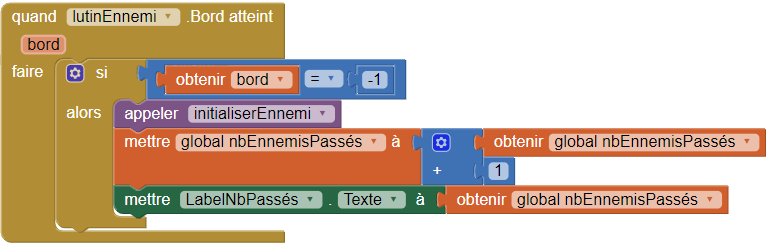 quand lutinEnnemi .Bord atteint
bord
faire si obtenir bord = -1
alors appeler initialiserEnnemi
mettre global nbEnnemisPassés à obtenir global nbEnnemisPassés
+ 1
mettre LabelNbPassés . Texte à obtenir global nbEnnemisPassés